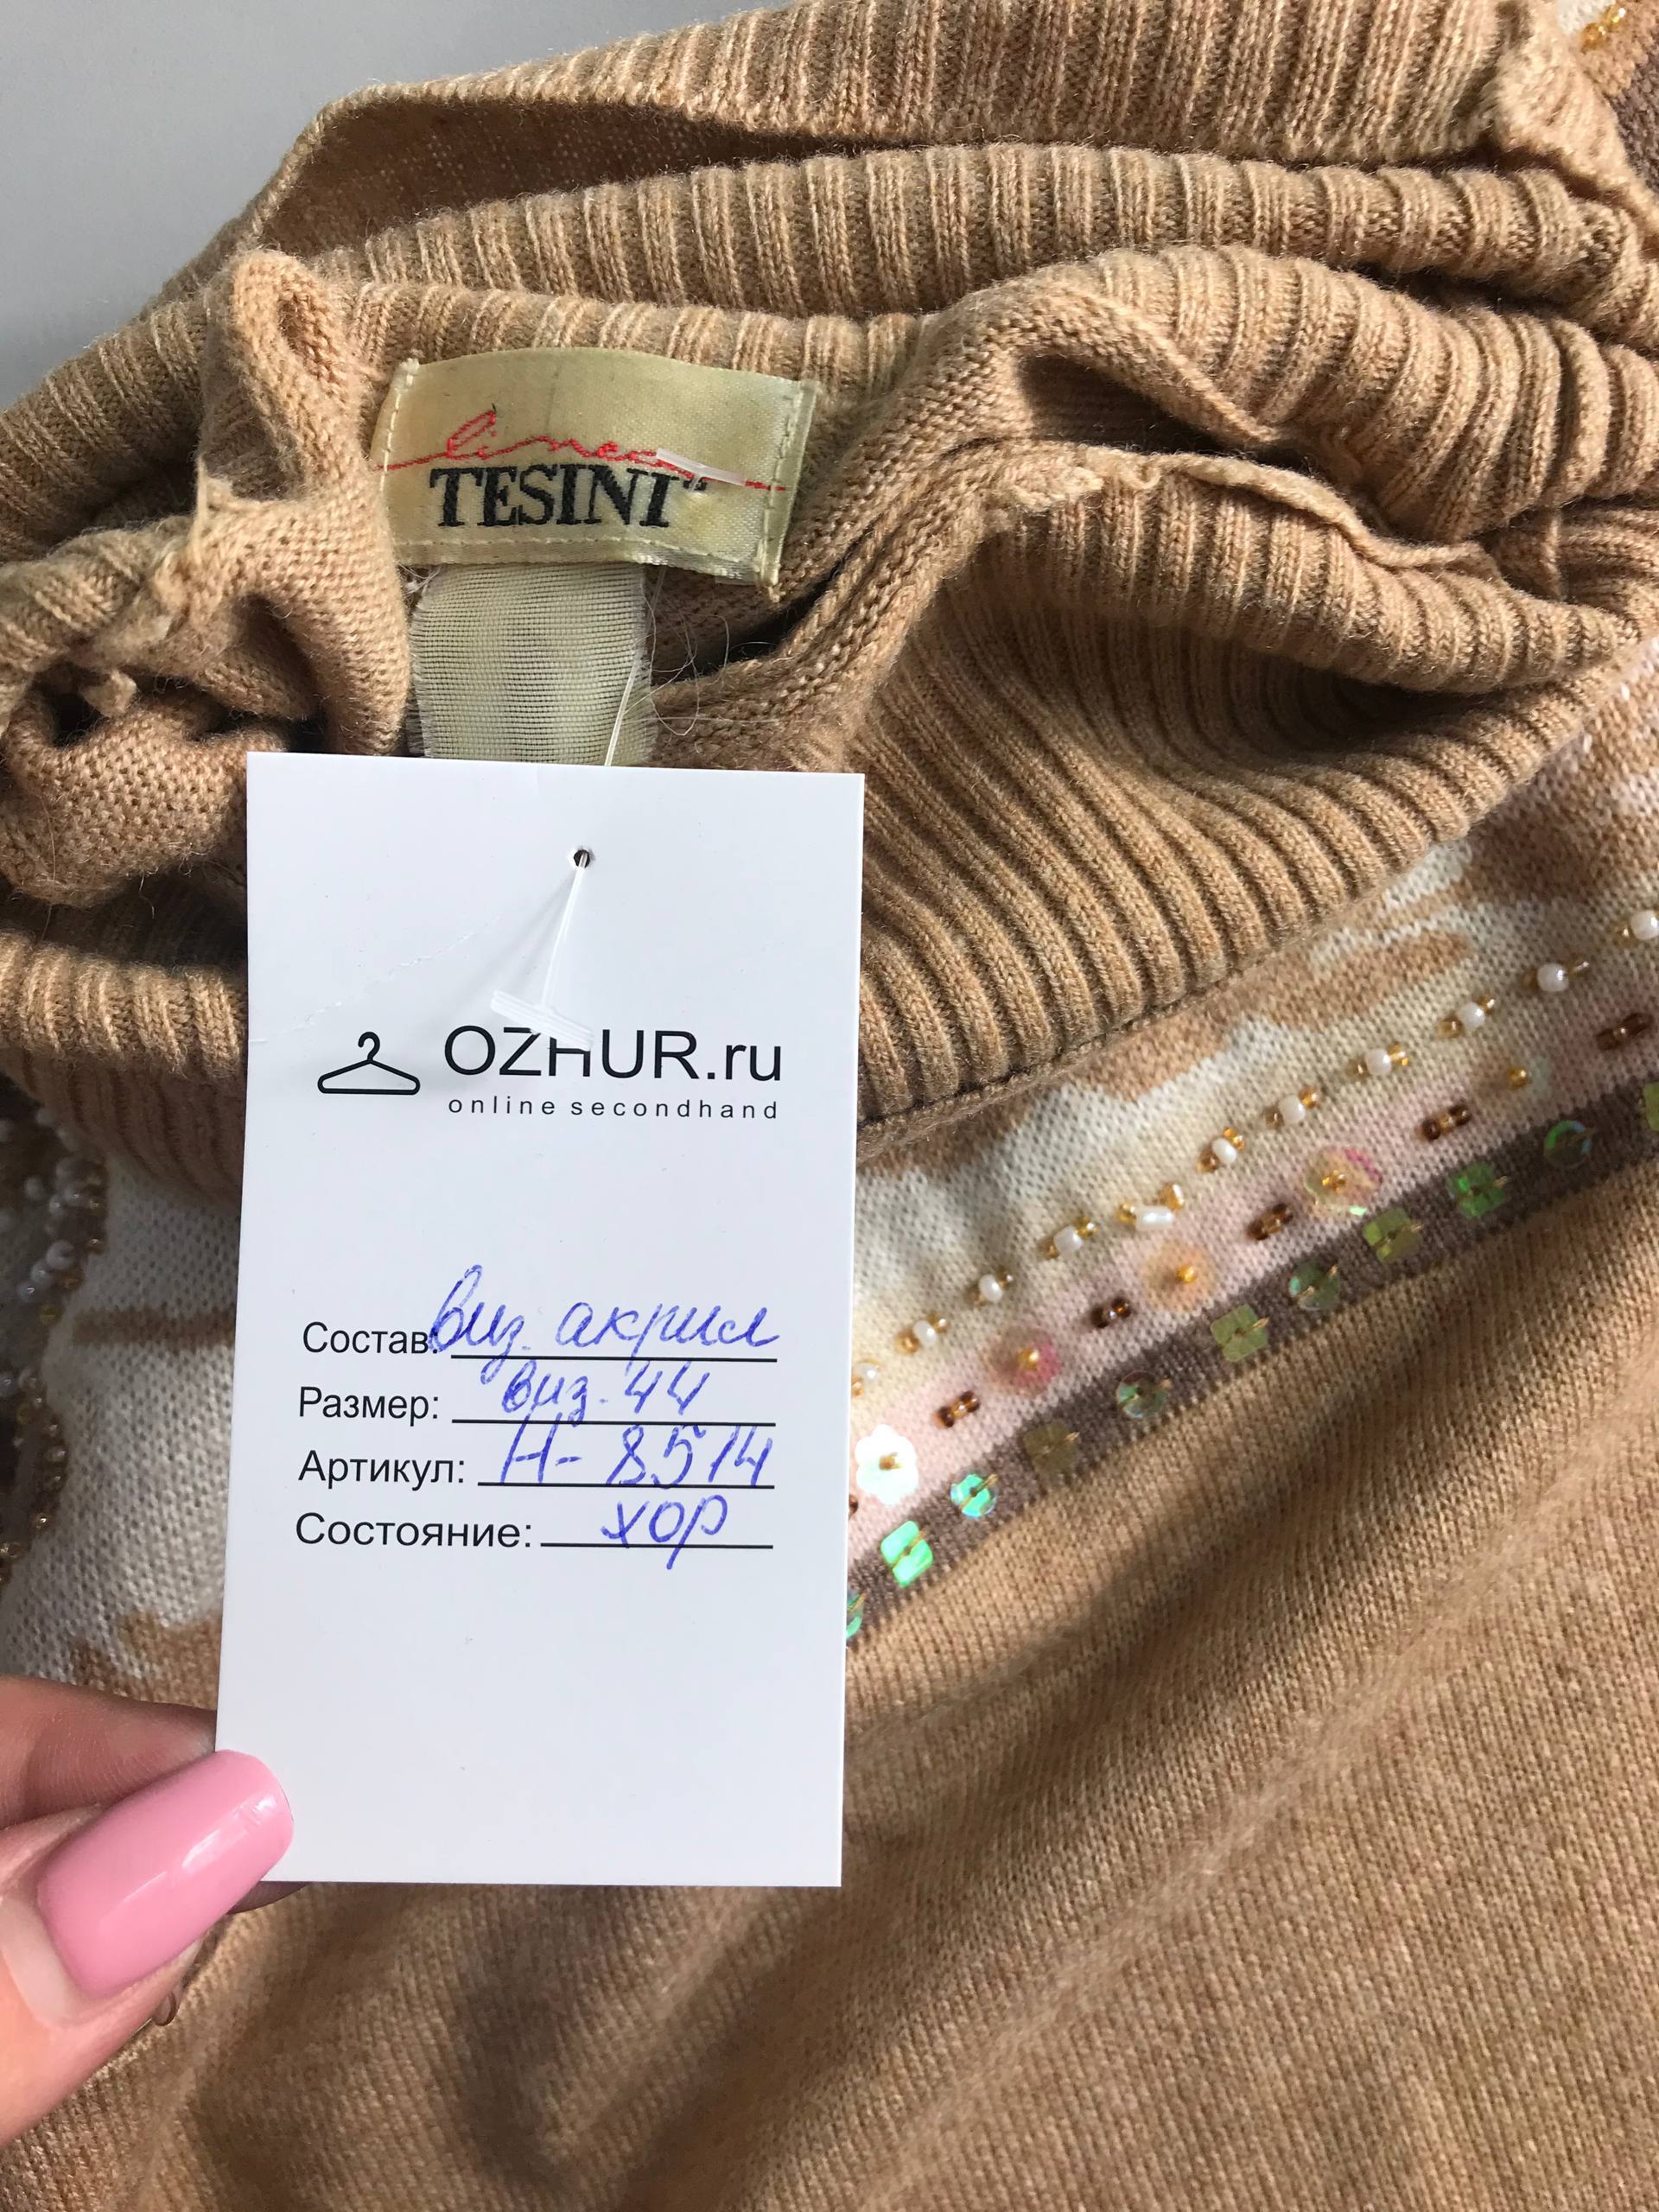 linea
TESINI
OZHUR.ru
online secondhand
Состав: виз. акрил
Размер: виз. 44
Артикул: Н- 8514
Состояние: хор